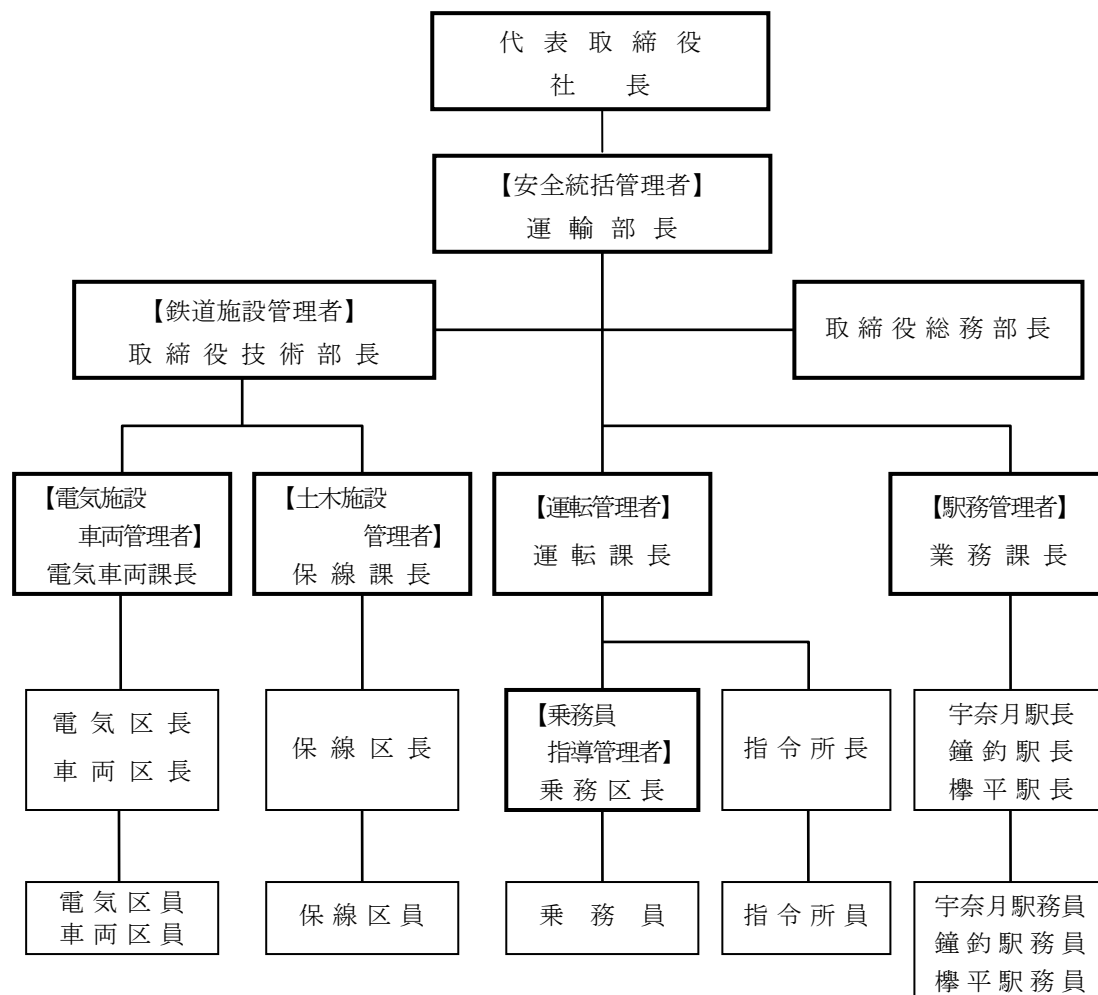 代表取締役
社長
【安全統括管理者】
運輸部長
【鉄道施設管理者】
取締役技術部長
取締役総務部長
【電気施設
車両管理者】
電気車両課長
【土木施設
管理者】
保線課長
【運転管理者】
運転課長
【駅務管理者】
業務課長
電気区長
車両区長
保線区長
【乗務員
指導管理者】
乗務区長
指令所長
宇奈月駅長
鐘釣駅長
欅平駅長
電気区員
車両区員
保線区員
乗務員
指令所員
宇奈月駅務員
鐘釣駅務員
欅平駅務員